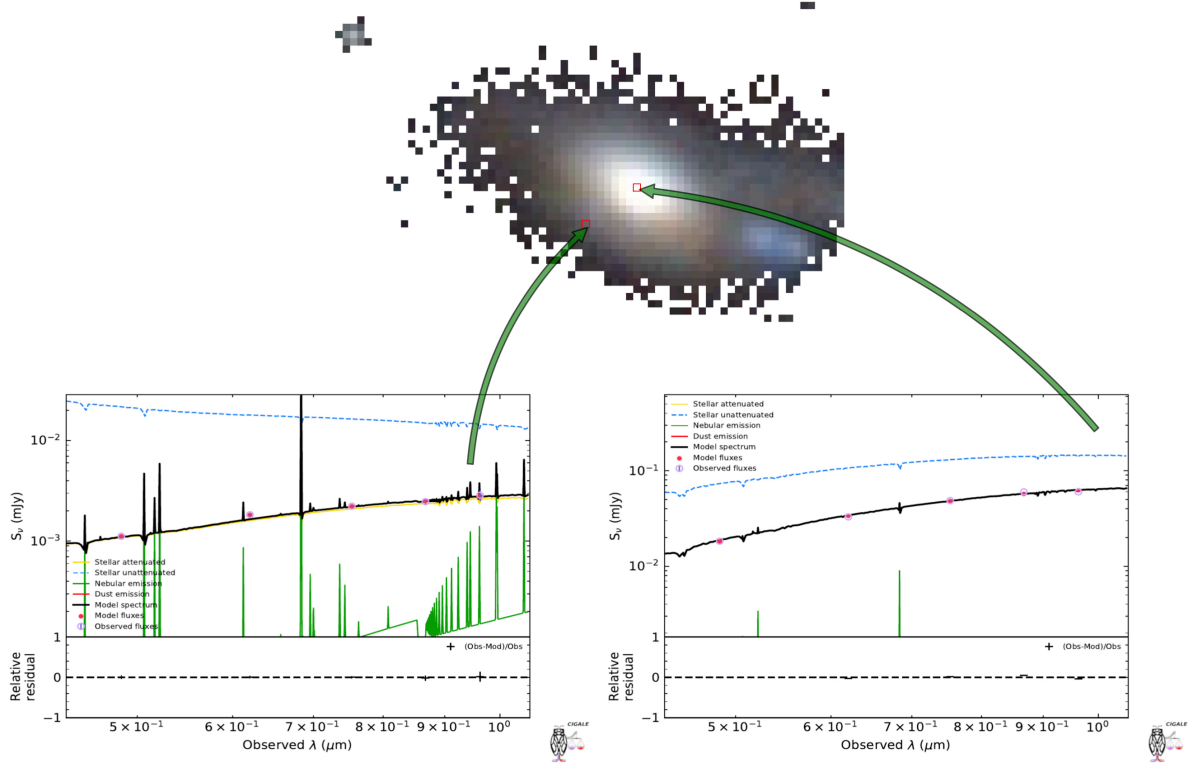 10⁻²
10⁻³
Sᵥ (mJy)
Stellar attenuated
Stellar unattenuated
Nebular emission
Dust emission
Model spectrum
Model fluxes
Observed fluxes
1
0
−1
Relative
residual
(Obs-Mod)/Obs
5 × 10⁻¹ 6 × 10⁻¹ 7 × 10⁻¹ 8 × 10⁻¹ 9 × 10⁻¹ 10⁰
Observed λ (μm)
CIGALE
Stellar attenuated
Stellar unattenuated
Nebular emission
Dust emission
Model spectrum
Model fluxes
Observed fluxes
10⁻¹
10⁻²
Sᵥ (mJy)
1
0
−1
Relative
residual
(Obs-Mod)/Obs
5 × 10⁻¹ 6 × 10⁻¹ 7 × 10⁻¹ 8 × 10⁻¹ 9 × 10⁻¹ 10⁰
Observed λ (μm)
CIGALE